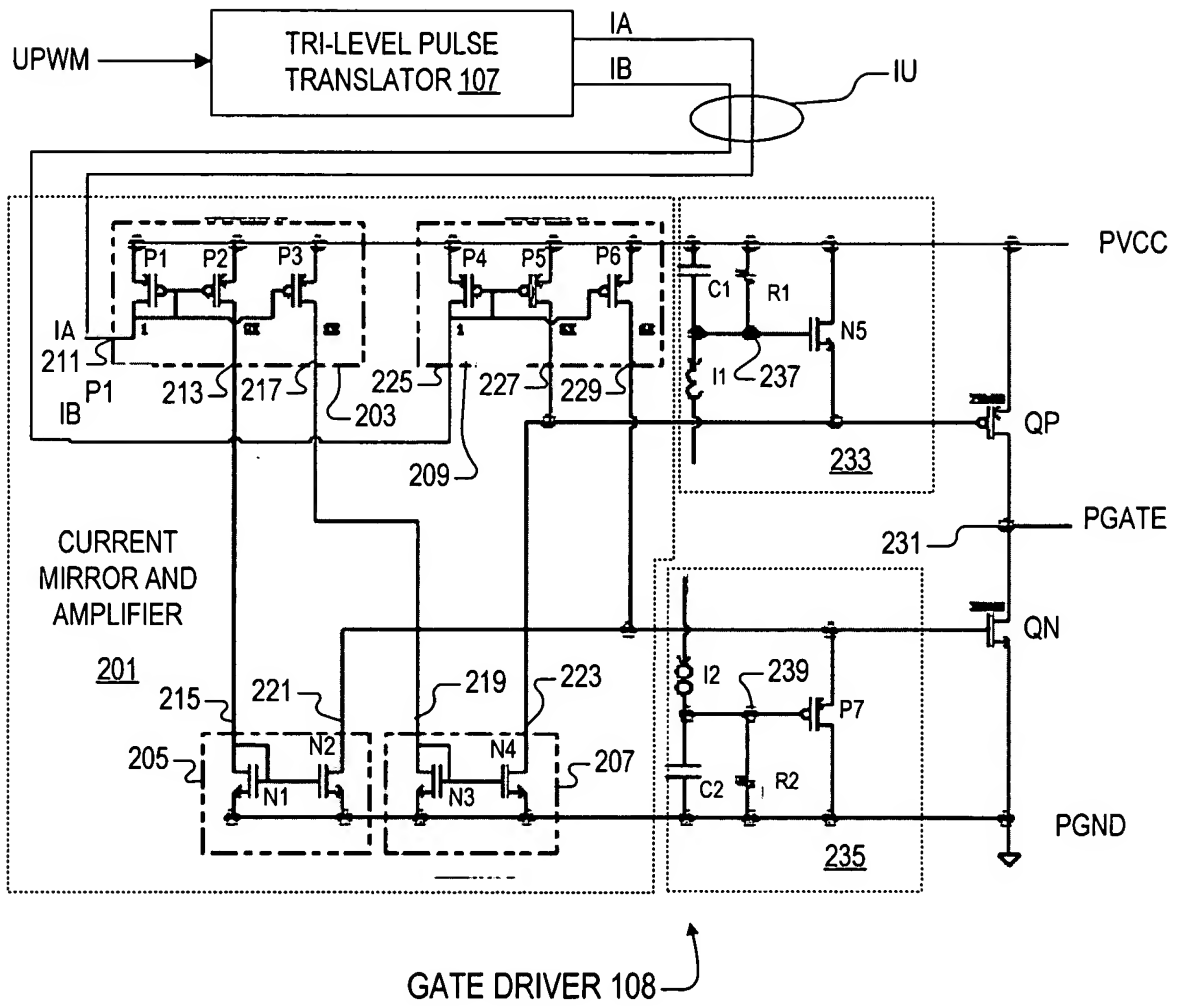 UPWM
TRI-LEVEL PULSE
TRANSLATOR 107
IA
IB
IU
P1
P2
P3
P4
P5
P6
PVCC
C1
R1
N5
1
1
IA
211
P1
IB
213
217
203
225
227
229
209
I1
237
233
QP
231
PGATE
CURRENT
MIRROR AND
AMPLIFIER
201
QN
215
221
219
223
I2
239
P7
205
N2
N1
N4
N3
207
C2
R2
PGND
235
GATE DRIVER 108